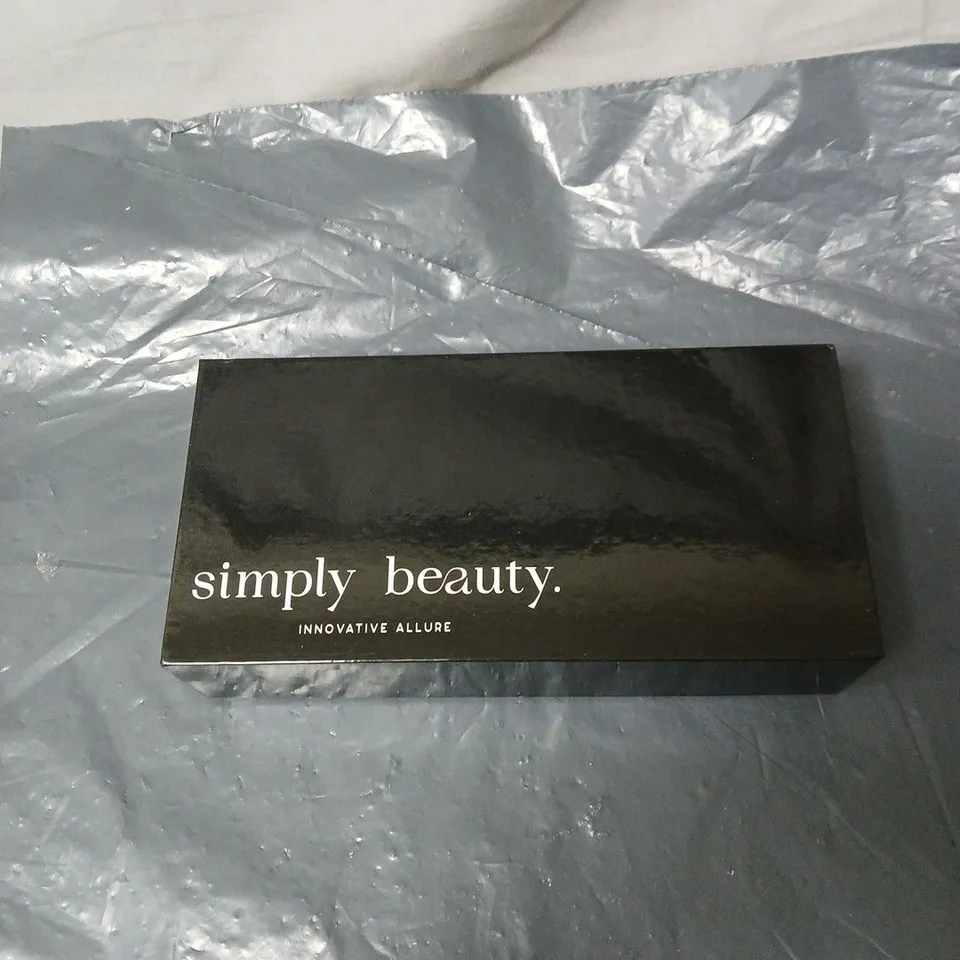 simply beauty.
INNOVATIVE ALLURE